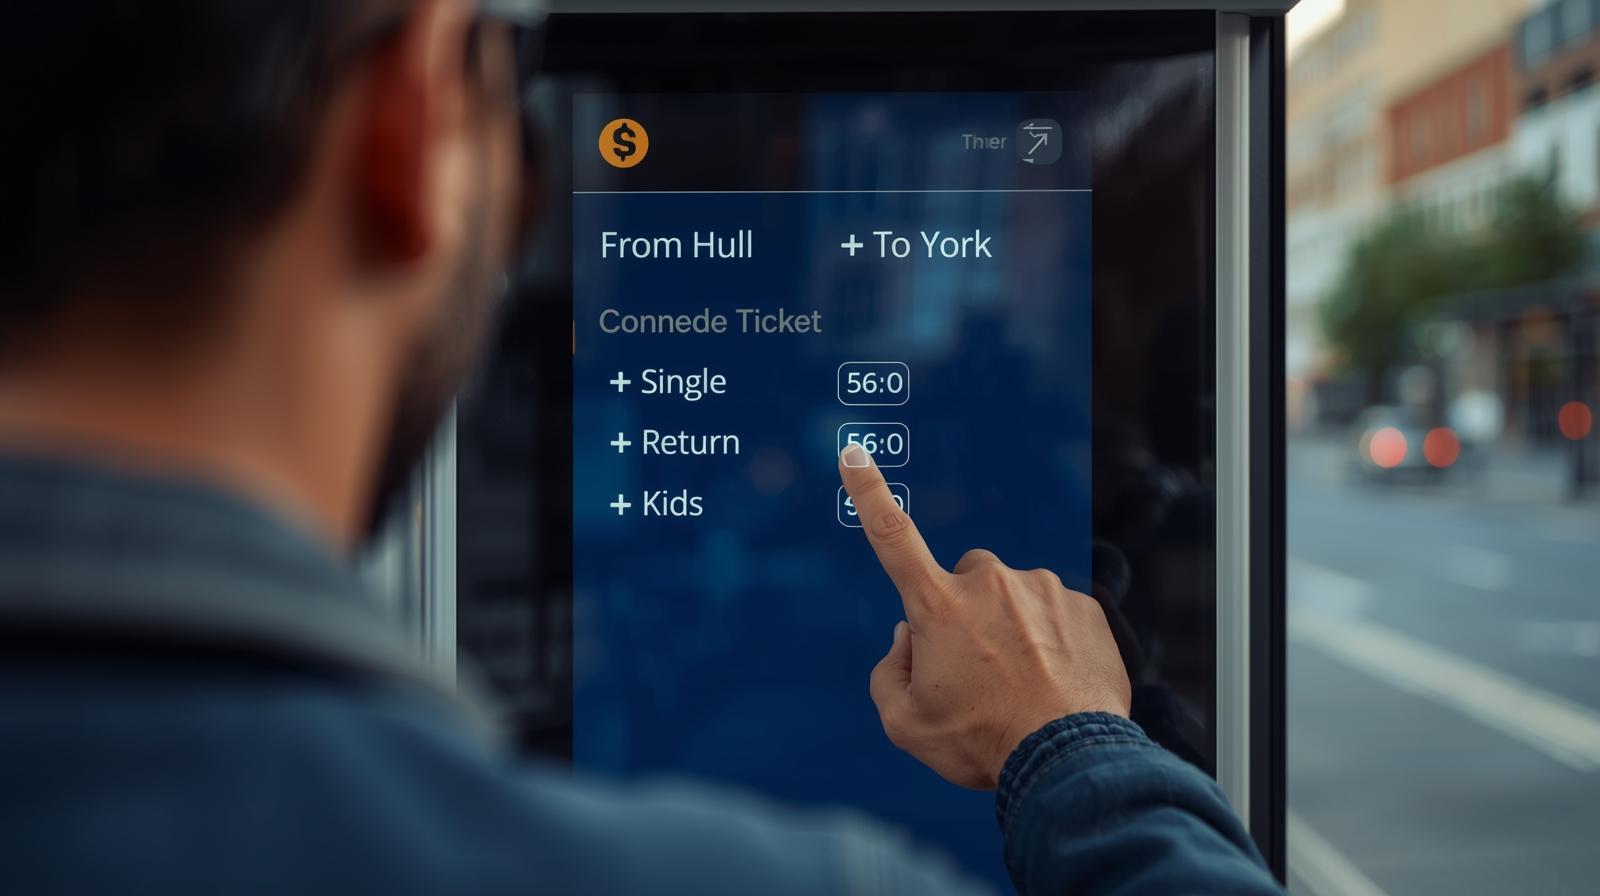 $
Thier
From Hull + To York
Connede Ticket
+ Single 56:0
+ Return 56:0
+ Kids